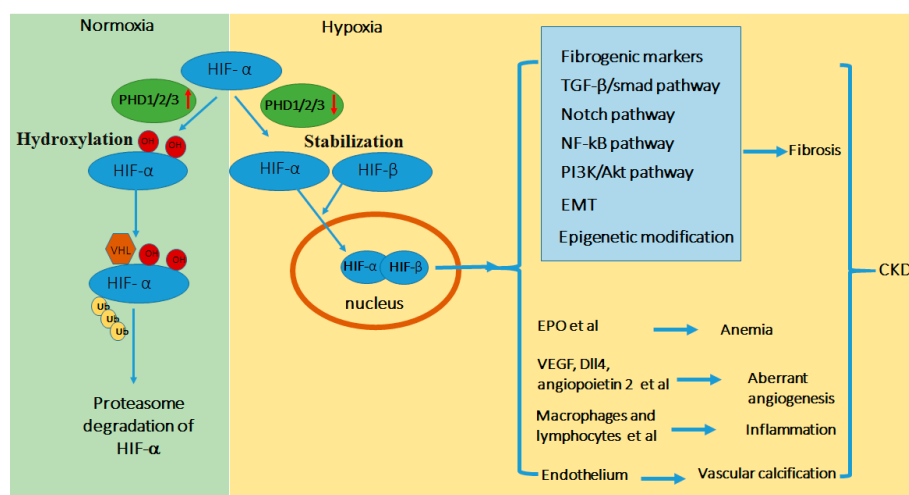 Normoxia
Hypoxia
HIF- α
PHD1/2/3
PHD1/2/3
Hydroxylation
OH
OH
HIF-α
Stabilization
HIF-α
HIF-β
VHL
OH
OH
HIF- α
Ub
Ub
Ub
Proteasome
degradation of
HIF-α
HIF-α
HIF-β
nucleus
Fibrogenic markers
TGF-β/smad pathway
Notch pathway
NF-kB pathway
PI3K/Akt pathway
EMT
Epigenetic modification
Fibrosis
EPO et al
Anemia
VEGF, Dll4,
angiopoietin 2 et al
Aberrant
angiogenesis
Macrophages and
lymphocytes et al
Inflammation
Endothelium
Vascular calcification
CKD